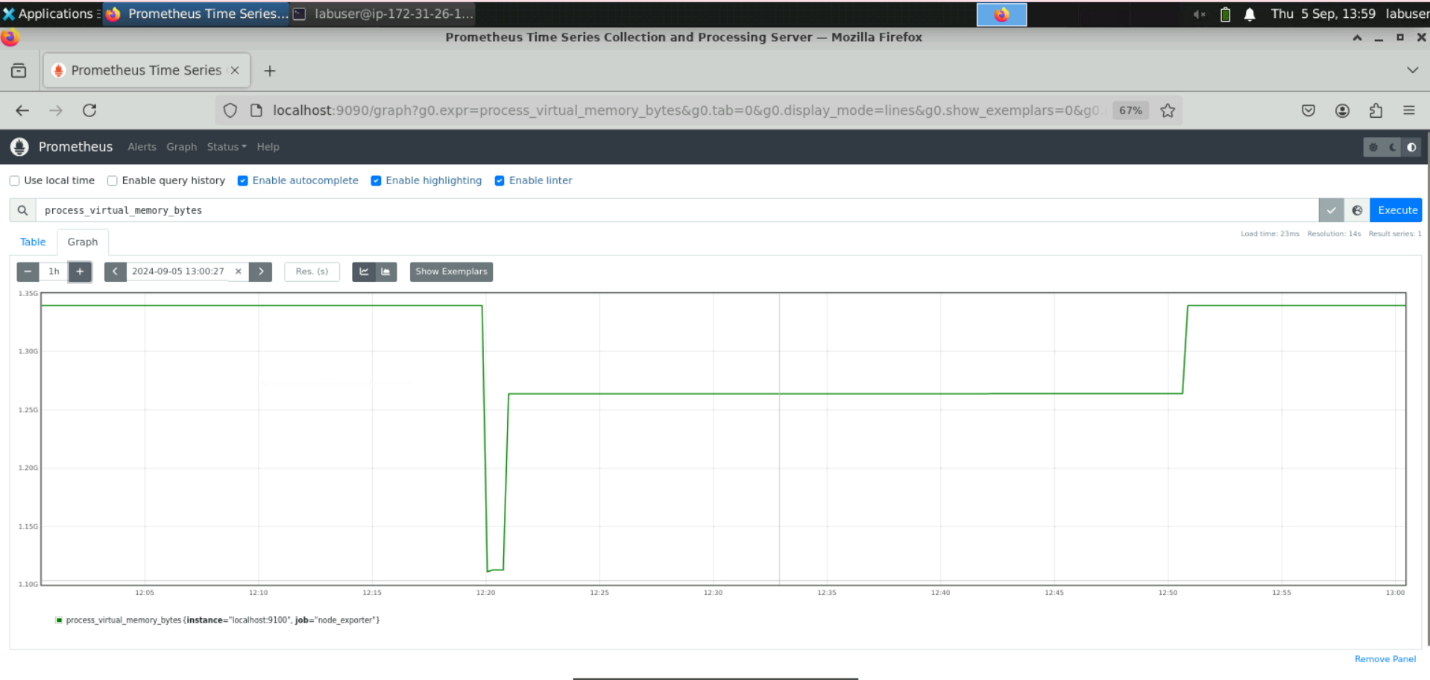 Applications Prometheus Time Series... labuser@ip-172-31-26-1... Thu 5 Sep, 13:59 labuser
Prometheus Time Series Collection and Processing Server — Mozilla Firefox
Prometheus Time Series
localhost:9090/graph?g0.expr=process_virtual_memory_bytes&g0.tab=0&g0.display_mode=lines&g0.show_exemplars=0&g0. 67%
Prometheus Alerts Graph Status Help
Use local time Enable query history Enable autocomplete Enable highlighting Enable linter
process_virtual_memory_bytes Execute
Load time: 23ms Resolution: 14s Result series: 1
Table Graph
1h 2024-09-05 13:00:27 Res. (s) Show Exemplars
1.35G
1.30G
1.25G
1.20G
1.15G
1.10G
12:05 12:10 12:15 12:20 12:25 12:30 12:35 12:40 12:45 12:50 12:55 13:00
process_virtual_memory_bytes{instance="localhost:9100", job="node_exporter"}
Remove Panel